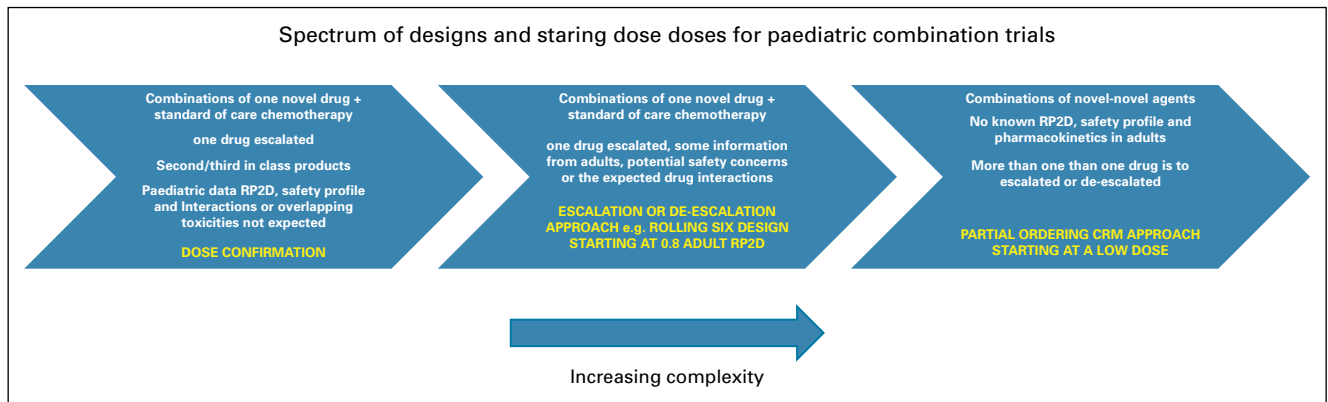 Spectrum of designs and staring dose doses for paediatric combination trials
Combinations of one novel drug +
standard of care chemotherapy
one drug escalated
Second/third in class products
Paediatric data RP2D, safety profile
and Interactions or overlapping
toxicities not expected
DOSE CONFIRMATION
Combinations of one novel drug +
standard of care chemotherapy
one drug escalated, some information
from adults, potential safety concerns
or the expected drug interactions
ESCALATION OR DE-ESCALATION
APPROACH e.g. ROLLING SIX DESIGN
STARTING AT 0.8 ADULT RP2D
Combinations of novel-novel agents
No known RP2D, safety profile and
pharmacokinetics in adults
More than one than one drug is to
escalated or de-escalated
PARTIAL ORDERING CRM APPROACH
STARTING AT A LOW DOSE
Increasing complexity